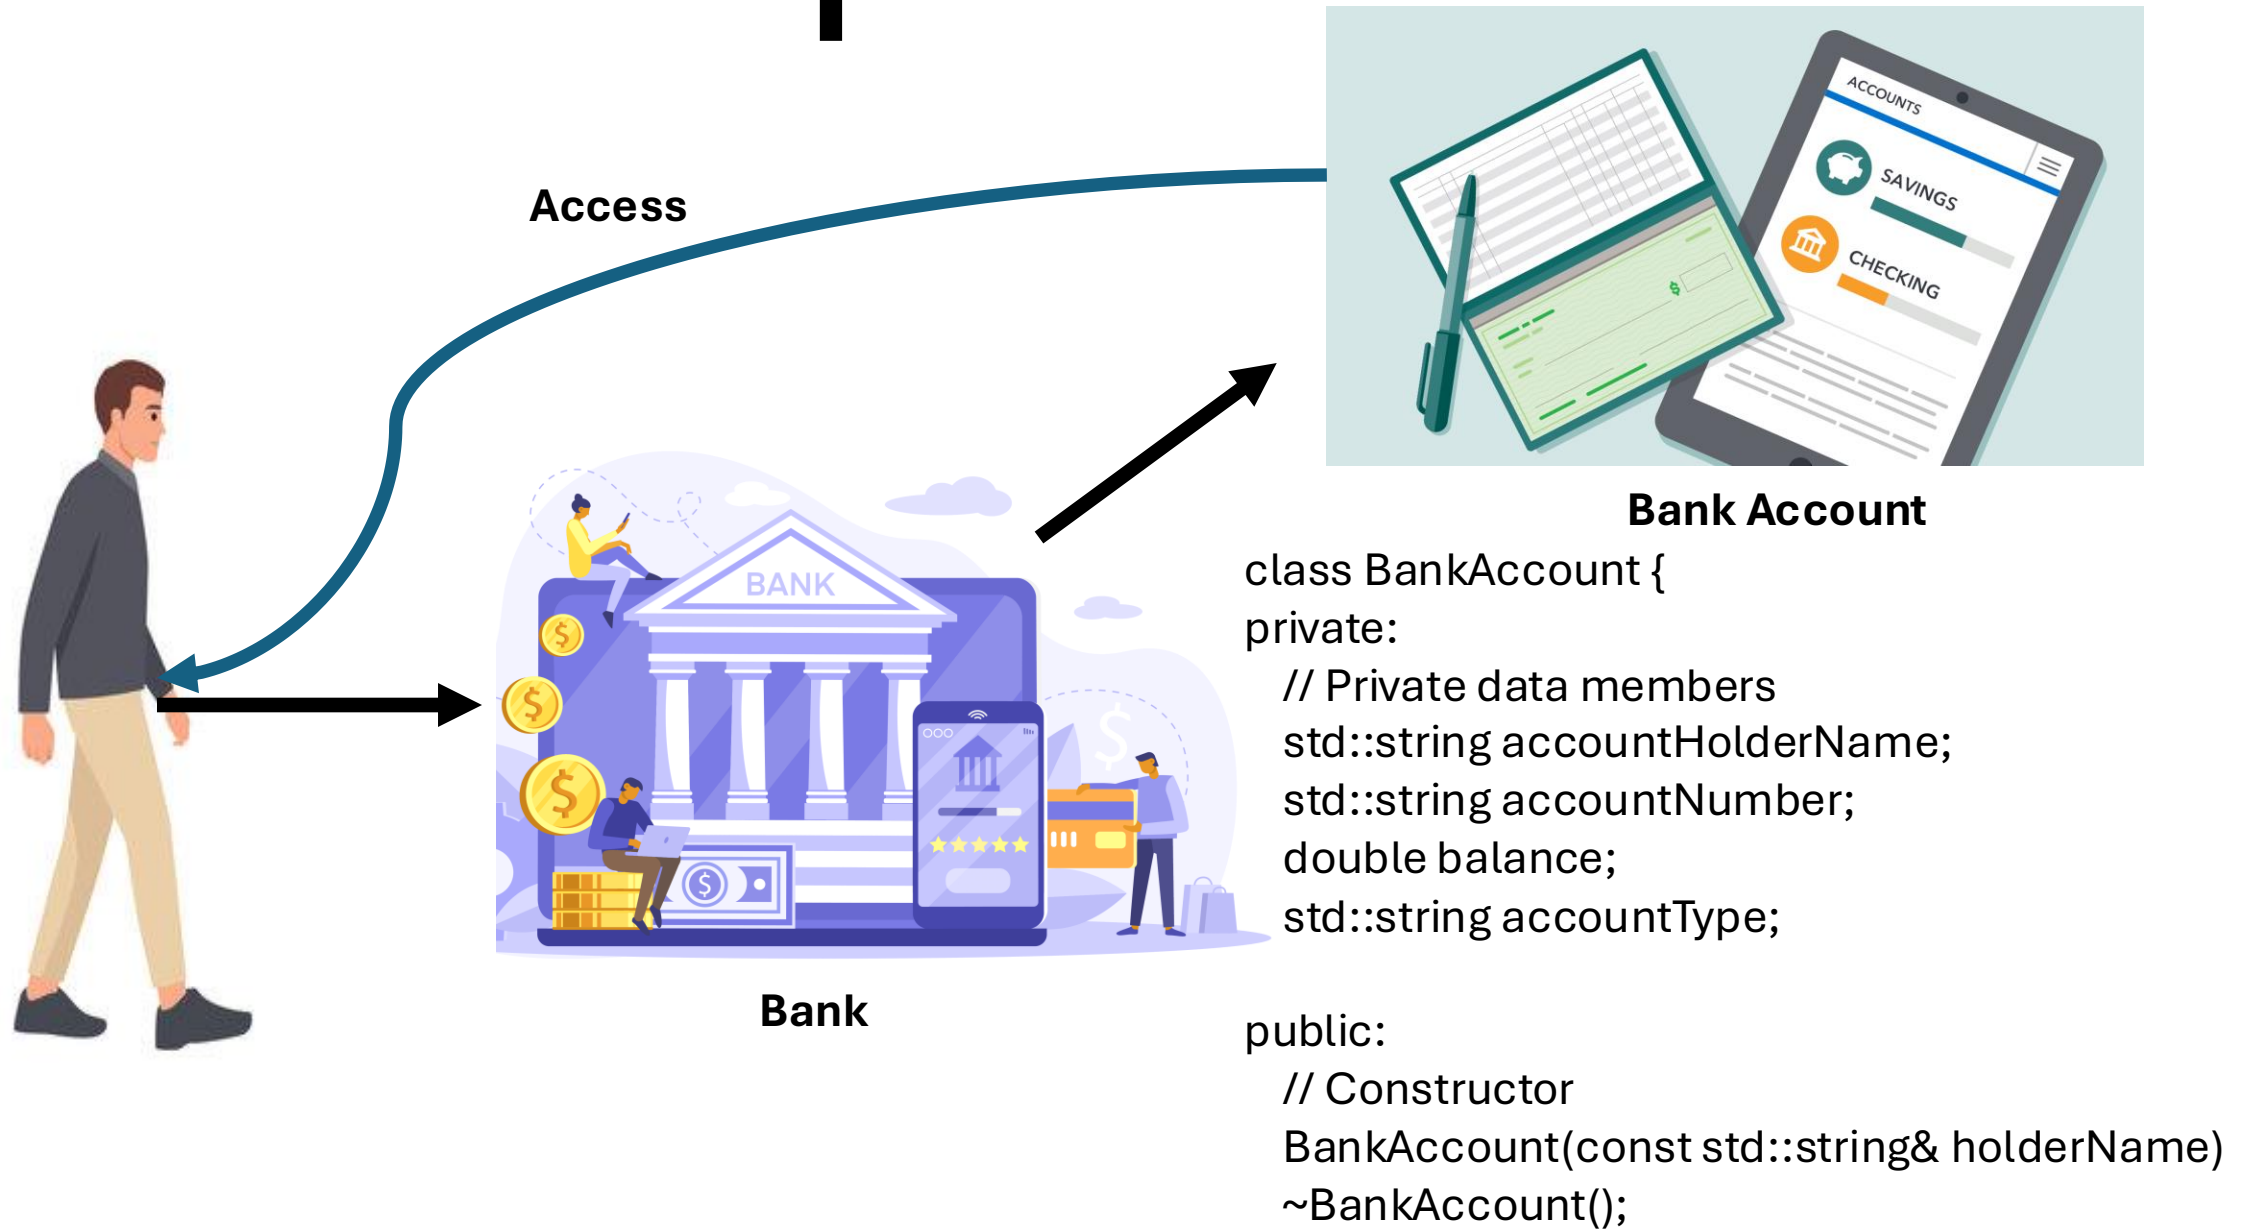 Access
ACCOUNTS
SAVINGS
CHECKING
$
Bank Account
BANK
$
$
$
$
$
Bank
class BankAccount {
private:
// Private data members
std::string accountHolderName;
std::string accountNumber;
double balance;
std::string accountType;
public:
// Constructor
BankAccount(const std::string& holderName)
~BankAccount();